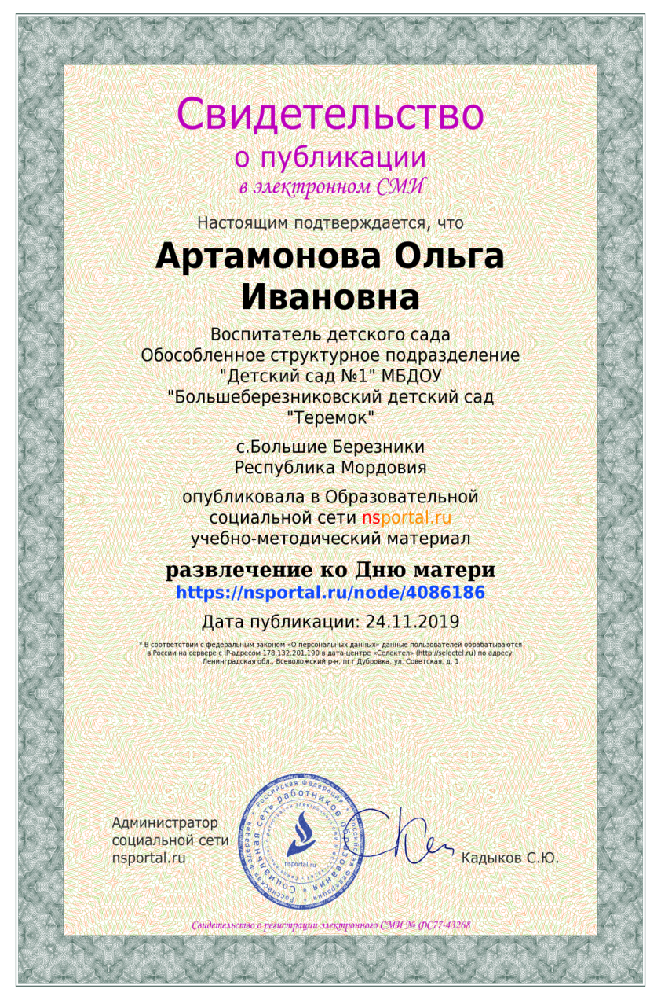 Свидетельство
о публикации
в электронном СМИ
Настоящим подтверждается, что
Артамонова Ольга
Ивановна
Воспитатель детского сада
Обособленное структурное подразделение
"Детский сад №1" МБДОУ
"Большеберезниковский детский сад
"Теремок"
с.Большие Березники
Республика Мордовия
опубликовала в Образовательной
социальной сети nsportal.ru
учебно-методический материал
развлечение ко Дню матери
https://nsportal.ru/node/4086186
Дата публикации: 24.11.2019
* В соответствии с федеральным законом «О персональных данных» данные пользователей обрабатываются
в России на сервере с IP-адресом 178.132.201.190 в дата-центре «Селектел» (http://selectel.ru) по адресу:
Ленинградская обл., Всеволожский р-н, пгт Дубровка, ул. Советская, д. 1
Российская Федерация * Российская Федерация * Российская Федерация *
Социальная сеть работников образования *
nsportal.ru
Администратор
социальной сети
nsportal.ru
Кадыков С.Ю.
Свидетельство о регистрации электронного СМИ № ФС77-43268